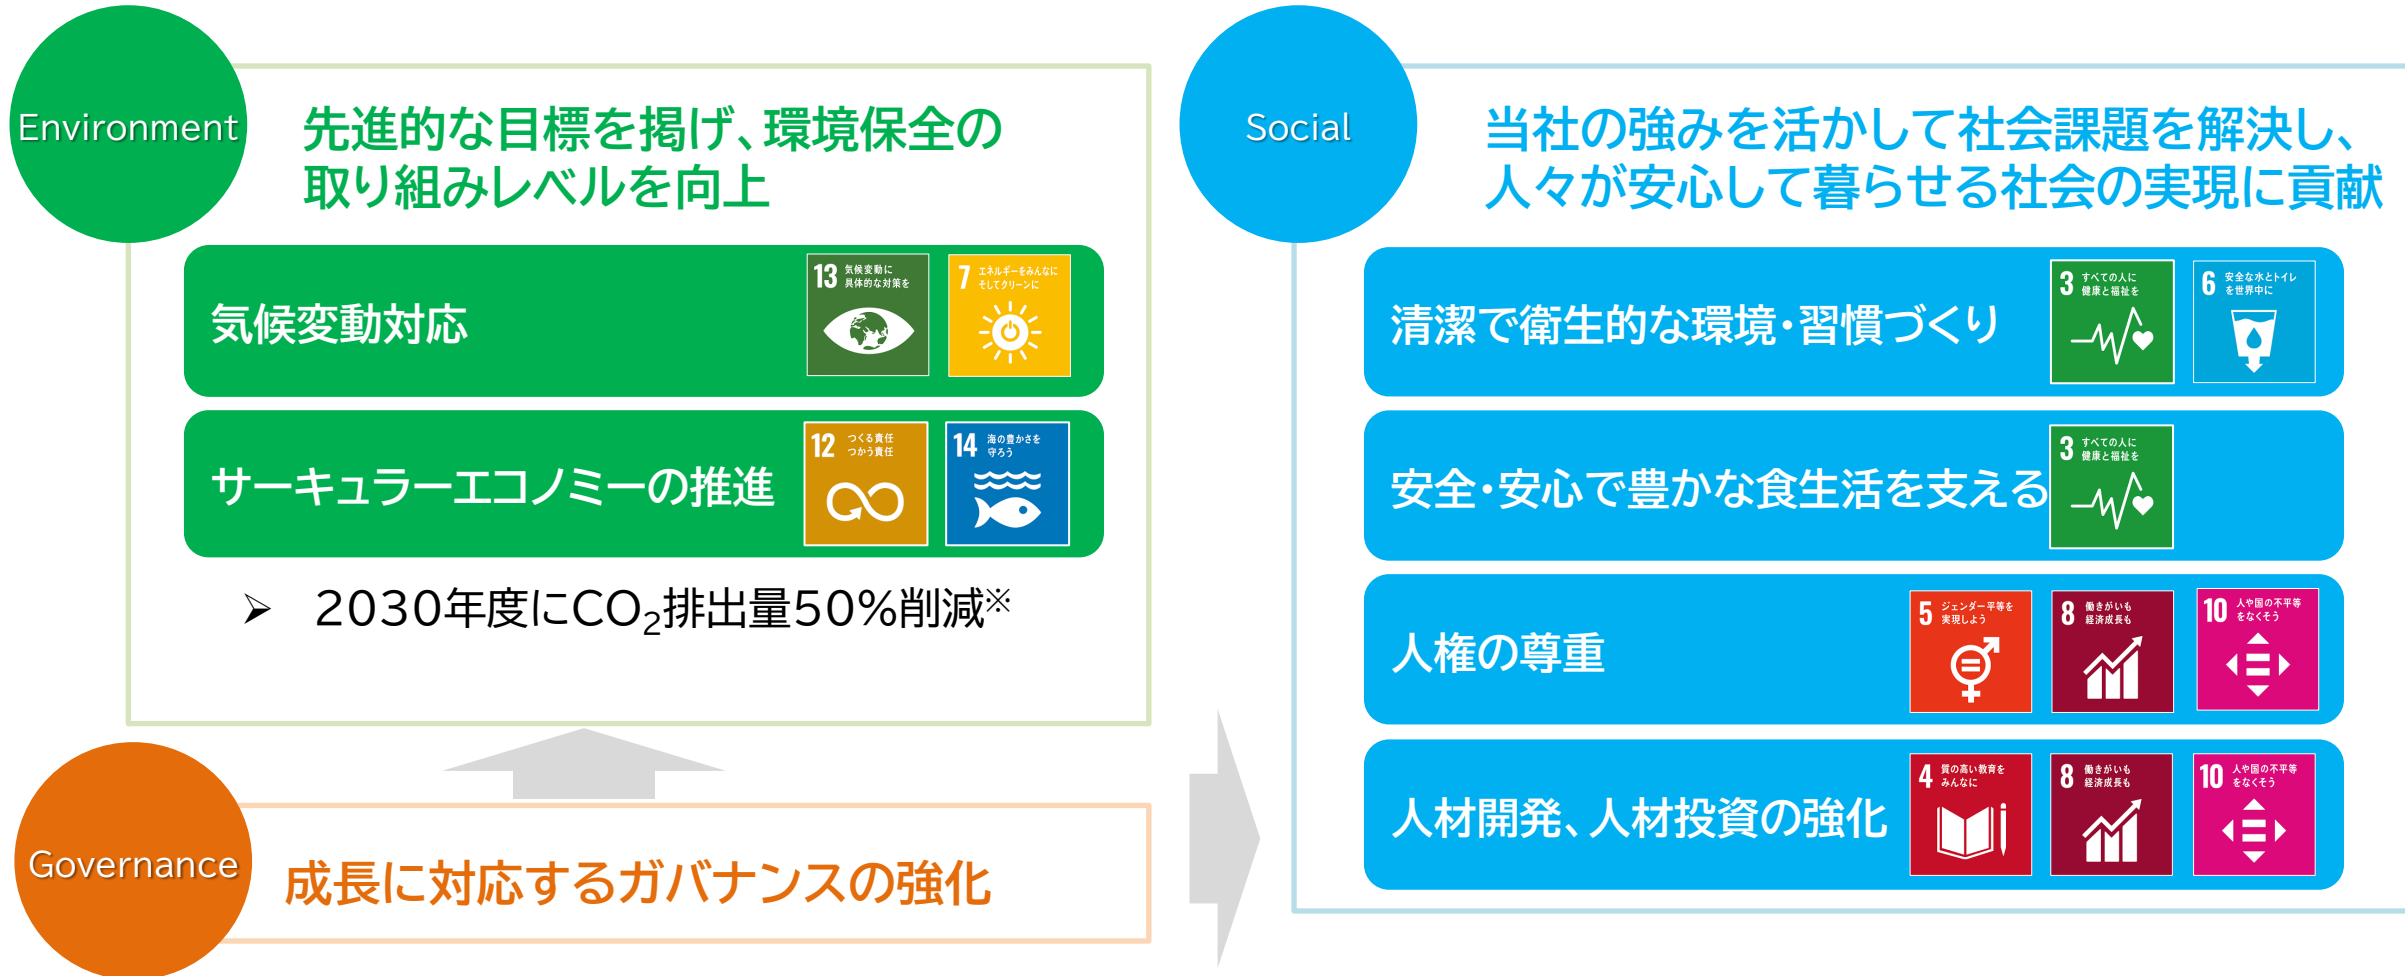 Environment
先進的な目標を掲げ、環境保全の
取り組みレベルを向上
気候変動対応
13 気候変動に
具体的な対策を
7 エネルギーをみんなに
そしてクリーンに
サーキュラーエコノミーの推進
12 つくる責任
つかう責任
14 海の豊かさを
守ろう
➢ 2030年度にCO₂排出量50%削減※
Governance
成長に対応するガバナンスの強化
Social
当社の強みを活かして社会課題を解決し、
人々が安心して暮らせる社会の実現に貢献
清潔で衛生的な環境・習慣づくり
3 すべての人に
健康と福祉を
6 安全な水とトイレ
を世界中に
安全・安心で豊かな食生活を支える
3 すべての人に
健康と福祉を
人権の尊重
5 ジェンダー平等を
実現しよう
8 働きがいも
経済成長も
10 人や国の不平等
をなくそう
人材開発、人材投資の強化
4 質の高い教育を
みんなに
8 働きがいも
経済成長も
10 人や国の不平等
をなくそう